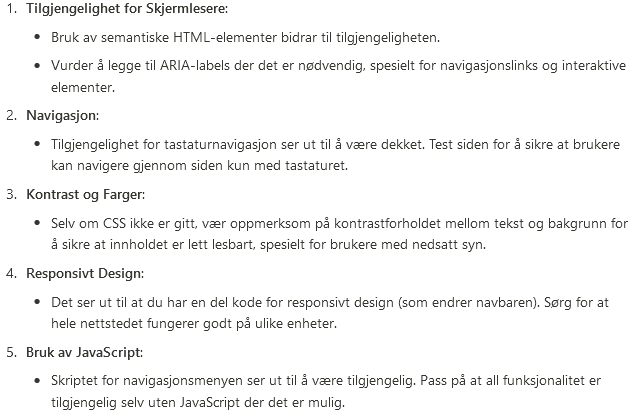 1. Tilgjengelighet for Skjermlesere:
• Bruk av semantiske HTML-elementer bidrar til tilgjengeligheten.
• Vurder å legge til ARIA-labels der det er nødvendig, spesielt for navigasjonslinks og interaktive
elementer.
2. Navigasjon:
• Tilgjengelighet for tastaturnavigasjon ser ut til å være dekket. Test siden for å sikre at brukere
kan navigere gjennom siden kun med tastaturet.
3. Kontrast og Farger:
• Selv om CSS ikke er gitt, vær oppmerksom på kontrastforholdet mellom tekst og bakgrunn for
å sikre at innholdet er lett lesbart, spesielt for brukere med nedsatt syn.
4. Responsivt Design:
• Det ser ut til at du har en del kode for responsivt design (som endrer navbaren). Sørg for at
hele nettstedet fungerer godt på ulike enheter.
5. Bruk av JavaScript:
• Skriptet for navigasjonsmenyen ser ut til å være tilgjengelig. Pass på at all funksjonalitet er
tilgjengelig selv uten JavaScript der det er mulig.